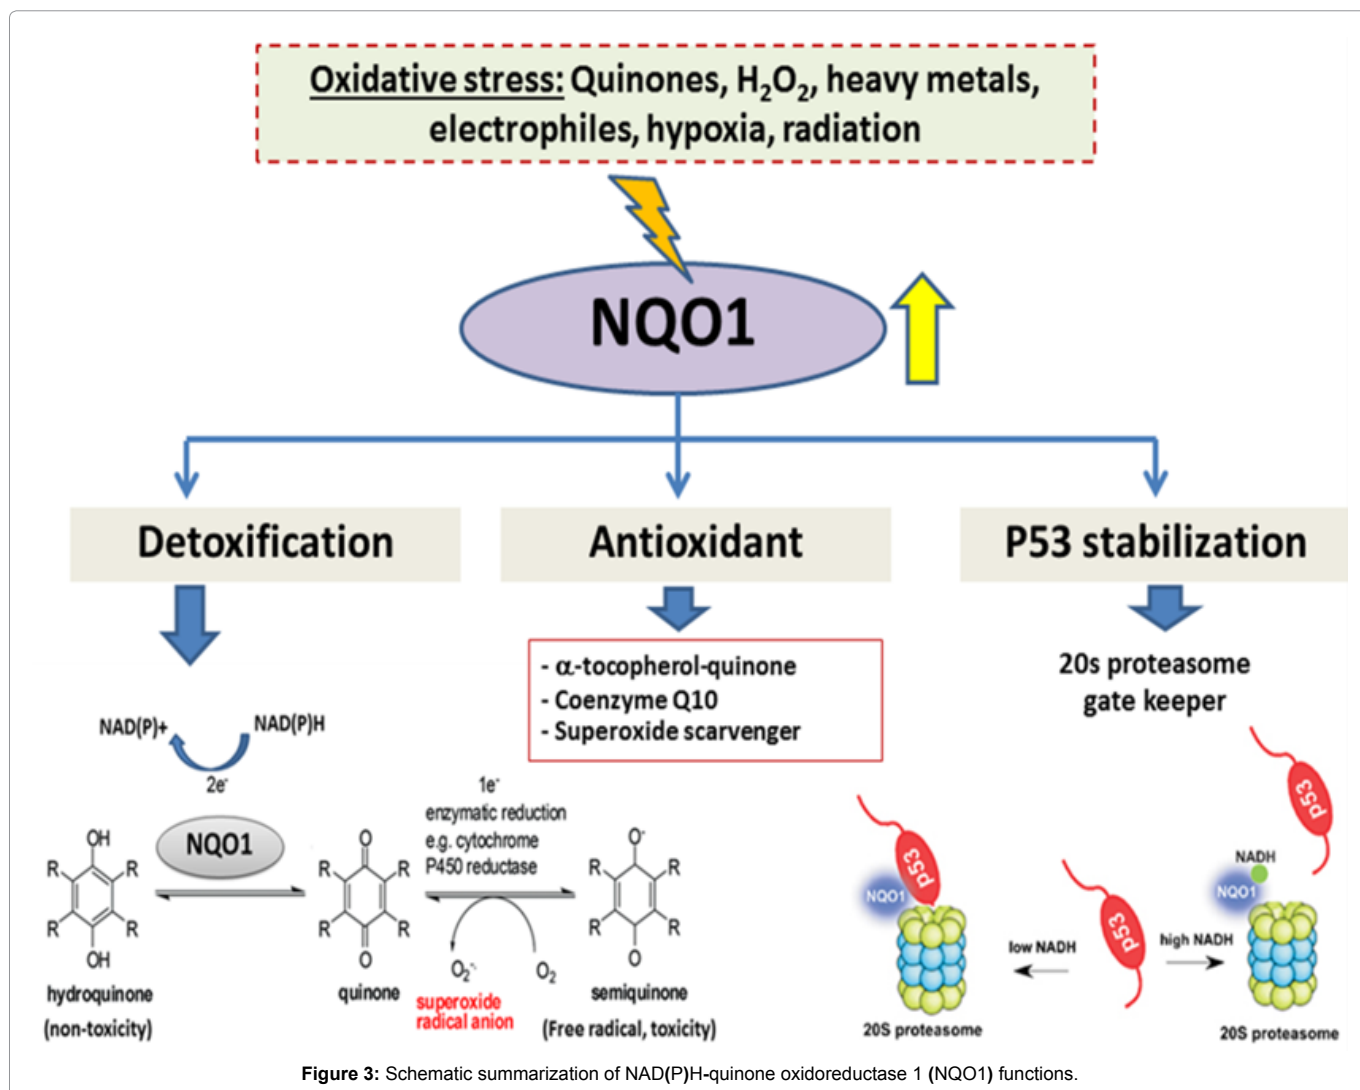 Oxidative stress: Quinones, H₂O₂, heavy metals,
electrophiles, hypoxia, radiation
NQO1
Detoxification
Antioxidant
P53 stabilization
- α-tocopherol-quinone
- Coenzyme Q10
- Superoxide scarvenger
20s proteasome
gate keeper
NAD(P)+
NAD(P)H
2e⁻
NQO1
1e⁻
enzymatic reduction
e.g. cytochrome
P450 reductase
OH
R R
R R
OH
hydroquinone
(non-toxicity)
O
R R
R R
O
quinone
O₂⁻·
O₂
superoxide
radical anion
O⁻
R R
R R
O
semiquinone
(Free radical, toxicity)
p53
NQO1
20S proteasome
low NADH
p53
high NADH
p53
NADH
NQO1
20S proteasome
Figure 3: Schematic summarization of NAD(P)H-quinone oxidoreductase 1 (NQO1) functions.